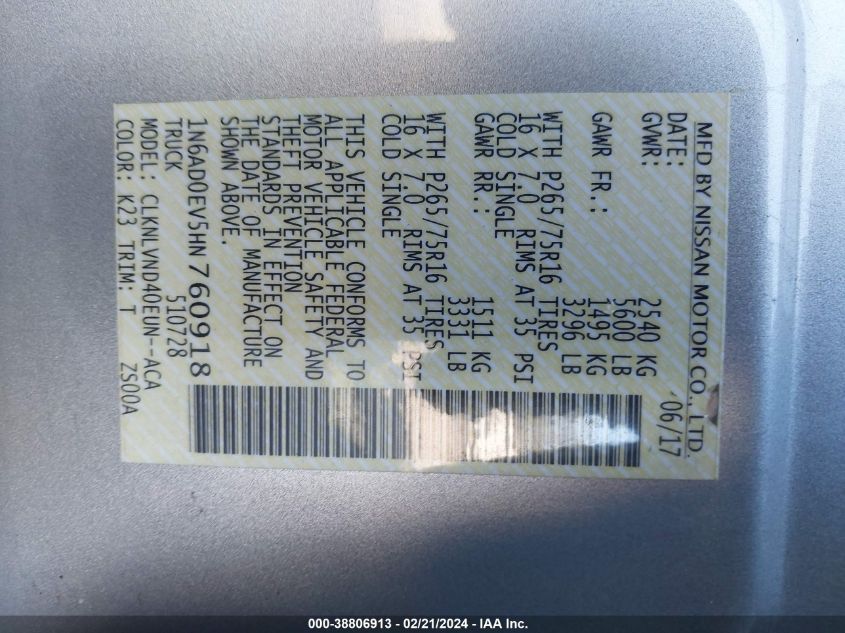 MFD BY NISSAN MOTOR CO., LTD.
DATE: 06/17
GVWR: 2540 KG
5600 LB
GAWR FR.: 1495 KG
3296 LB
WITH P265/75R16 TIRES
16 X 7.0 RIMS AT 35 PSI
COLD SINGLE
GAWR RR.: 1511 KG
3331 LB
WITH P265/75R16 TIRES
16 X 7.0 RIMS AT 35 PSI
COLD SINGLE
THIS VEHICLE CONFORMS TO
ALL APPLICABLE FEDERAL
MOTOR VEHICLE SAFETY AND
THEFT PREVENTION
STANDARDS IN EFFECT ON
THE DATE OF MANUFACTURE
SHOWN ABOVE.
1N6AD0EV5HN760918
TRUCK 510728
MODEL: CLKNLVND40EUN--ACA
COLOR: K23 TRIM: T ZS00A
000-38806913 - 02/21/2024 - IAA Inc.